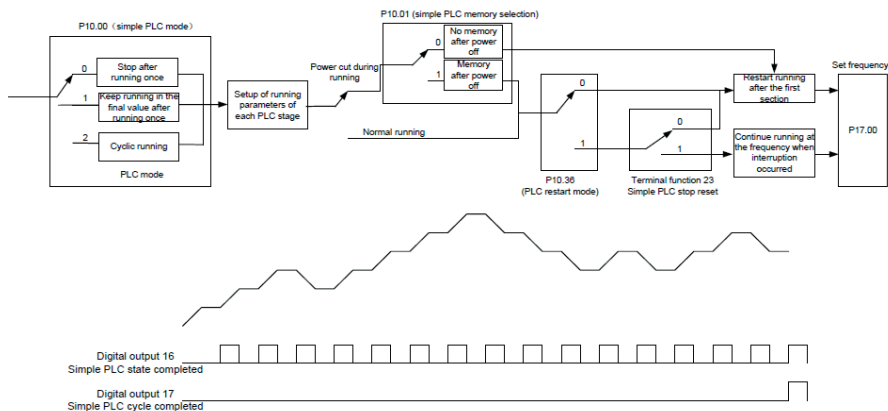 P10.00（simple PLC mode）
0
Stop after
running once
1
Keep running in the
final value after
running once
2
Cyclic running
PLC mode
Setup of running
parameters of
each PLC stage
Power cut during
running
Normal running
P10.01 (simple PLC memory selection)
0
No memory
after power
off
1
Memory
after power
off
0
1
P10.36
(PLC restart mode)
0
1
Terminal function 23
Simple PLC stop reset
Restart running
after the first
section
Continue running at
the frequency when
interruption
occurred
Set frequency
P17.00
Digital output 16
Simple PLC state completed
Digital output 17
Simple PLC cycle completed